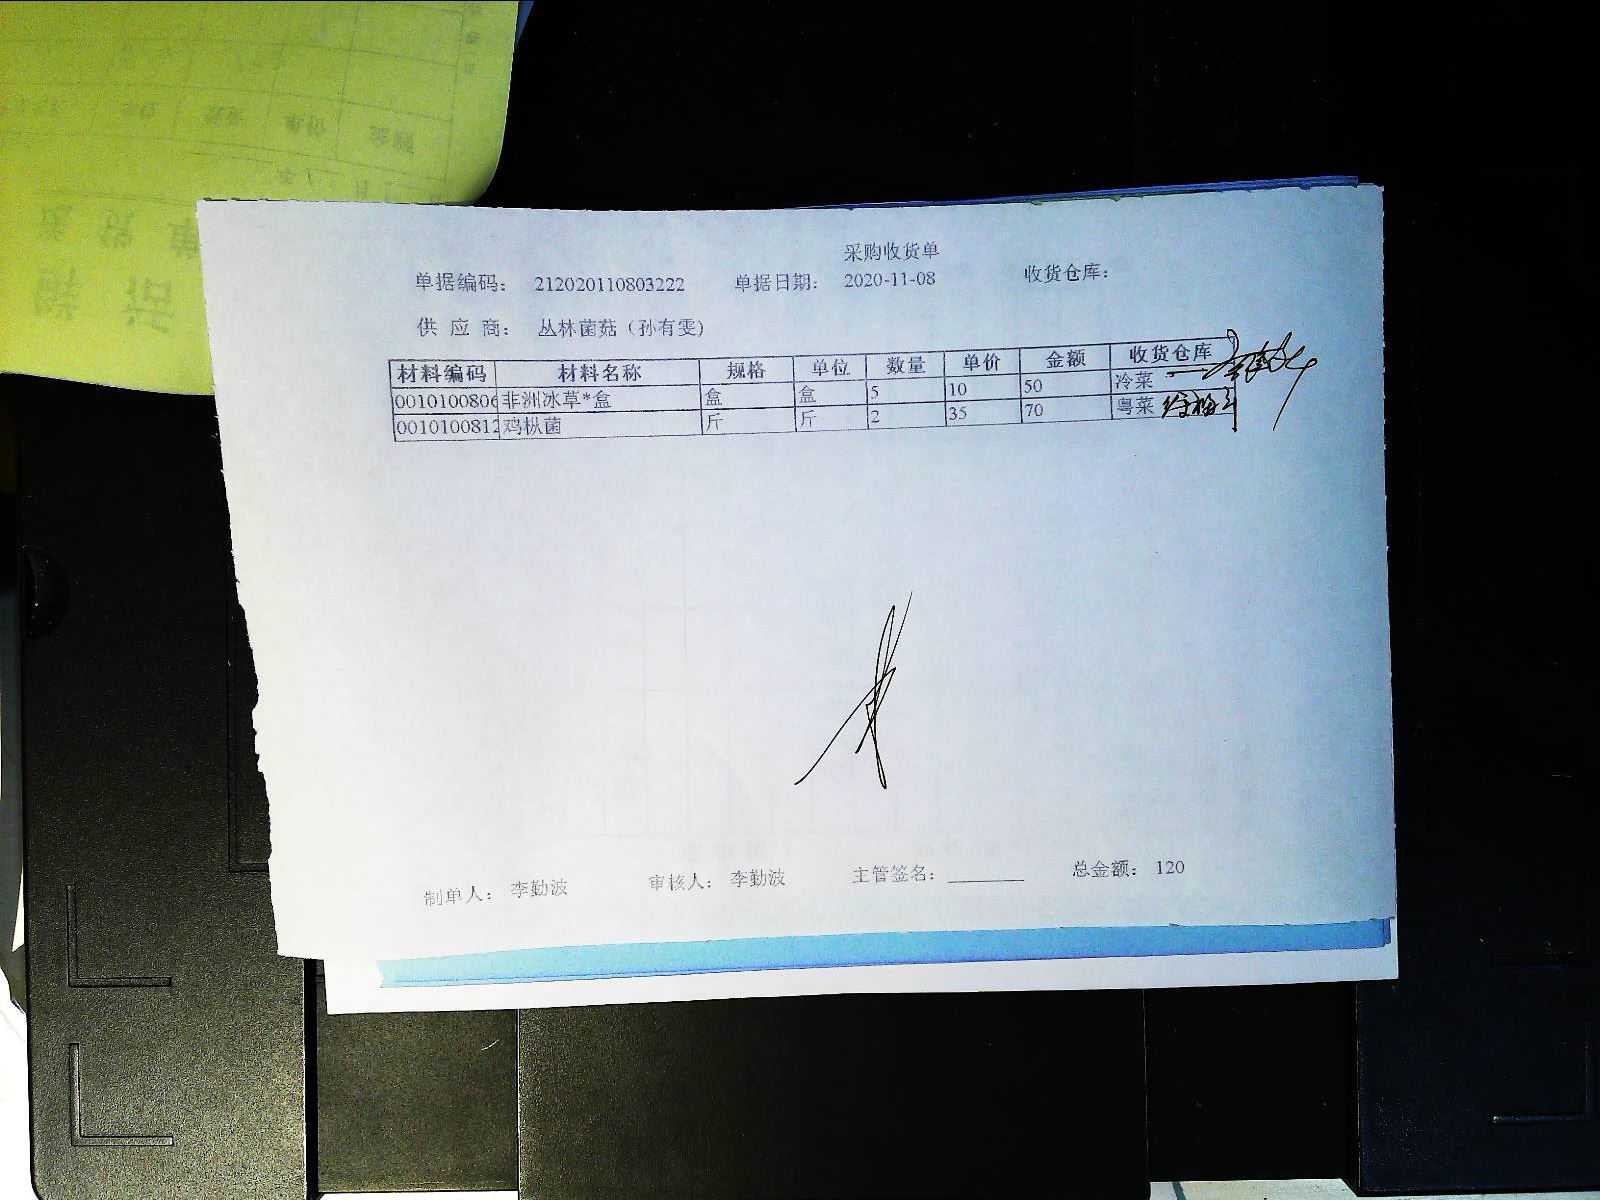 采购收货单
单据编码： 212020110803222 单据日期： 2020-11-08 收货仓库：
供 应 商： 丛林菌菇（孙有雯）
材料编码 材料名称 规格 单位 数量 单价 金额 收货仓库
0010100806 非洲冰草*盒 盒 盒 5 10 50 冷菜
0010100812 鸡枞菌 斤 斤 2 35 70 粤菜
制单人： 李勤波 审核人： 李勤波 主管签名：________ 总金额： 120